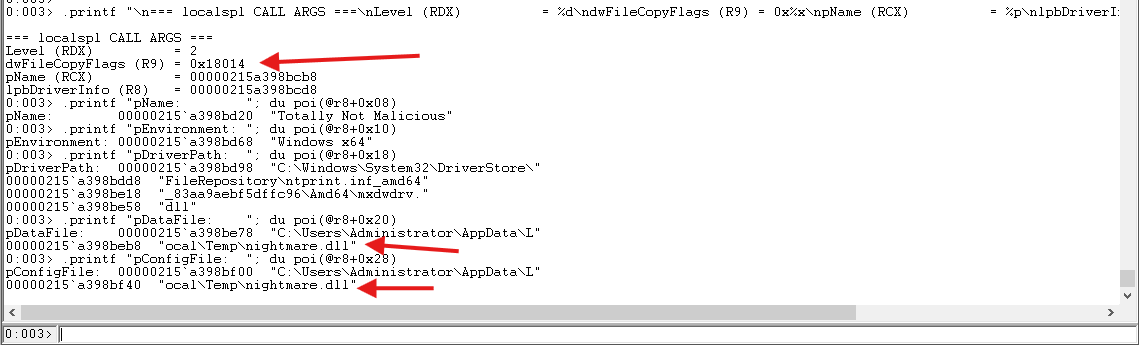 0:003> .printf "\n=== localspl CALL ARGS ===\nLevel (RDX)          = %d\ndwFileCopyFlags (R9) = 0x%x\npName (RCX)          = %p\nlpbDriverI
=== localspl CALL ARGS ===
Level (RDX)          = 2
dwFileCopyFlags (R9) = 0x18014
pName (RCX)          = 00000215a398bcb8
lpbDriverInfo (R8)   = 00000215a398bcd8
0:003> .printf "pName:        "; du poi(@r8+0x08)
pName:        00000215`a398bd20  "Totally Not Malicious"
0:003> .printf "pEnvironment: "; du poi(@r8+0x10)
pEnvironment: 00000215`a398bd68  "Windows x64"
0:003> .printf "pDriverPath:  "; du poi(@r8+0x18)
pDriverPath:  00000215`a398bd98  "C:\Windows\System32\DriverStore\"
00000215`a398bdd8  "FileRepository\ntprint.inf_amd64"
00000215`a398be18  "_83aa9aebf5dffc96\Amd64\mxdwdrv."
00000215`a398be58  "dll"
0:003> .printf "pDataFile:    "; du poi(@r8+0x20)
pDataFile:    00000215`a398be78  "C:\Users\Administrator\AppData\L"
00000215`a398beb8  "ocal\Temp\nightmare.dll"
0:003> .printf "pConfigFile:  "; du poi(@r8+0x28)
pConfigFile:  00000215`a398bf00  "C:\Users\Administrator\AppData\L"
00000215`a398bf40  "ocal\Temp\nightmare.dll"
0:003>